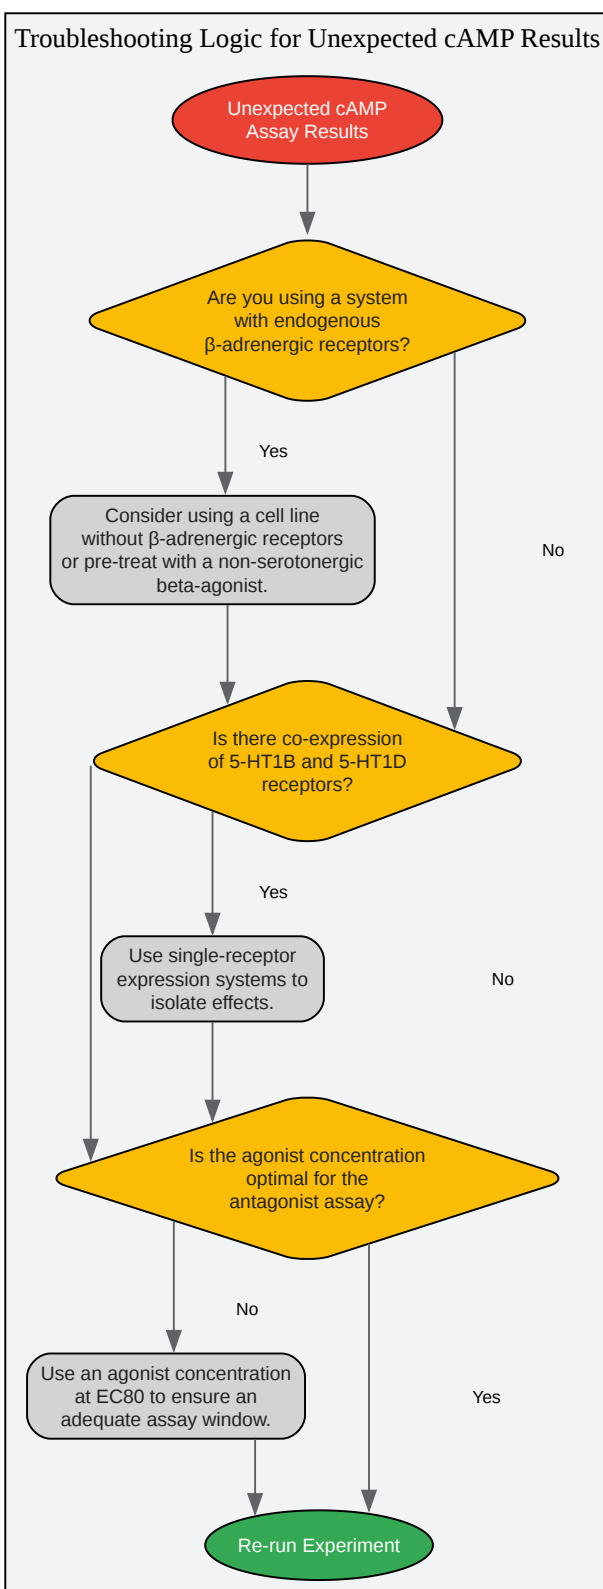 Troubleshooting Logic for Unexpected cAMP Results
Unexpected cAMP
Assay Results
Are you using a system
with endogenous
β-adrenergic receptors?
Yes
Consider using a cell line
without β-adrenergic receptors
or pre-treat with a non-serotonergic
beta-agonist.
No
Is there co-expression
of 5-HT1B and 5-HT1D
receptors?
Yes
Use single-receptor
expression systems to
isolate effects.
No
Is the agonist concentration
optimal for the
antagonist assay?
No
Use an agonist concentration
at EC80 to ensure an
adequate assay window.
Yes
Re-run Experiment